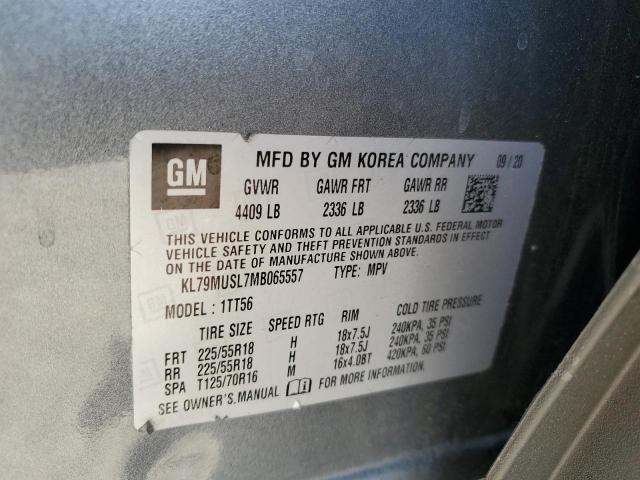 GM
MFD BY GM KOREA COMPANY 09/20
GVWR GAWR FRT GAWR RR
4409 LB 2336 LB 2336 LB
THIS VEHICLE CONFORMS TO ALL APPLICABLE U.S. FEDERAL MOTOR
VEHICLE SAFETY AND THEFT PREVENTION STANDARDS IN EFFECT
ON THE DATE OF MANUFACTURE SHOWN ABOVE.
KL79MUSL7MB065557 TYPE: MPV
MODEL: 1TT56
TIRE SIZE SPEED RTG RIM COLD TIRE PRESSURE
FRT 225/55R18 H 18x7.5J 240KPA, 35 PSI
RR 225/55R18 H 18x7.5J 240KPA, 35 PSI
SPA T125/70R16 M 16x4.0BT 420KPA, 60 PSI
SEE OWNER'S MANUAL FOR MORE INFORMATION.